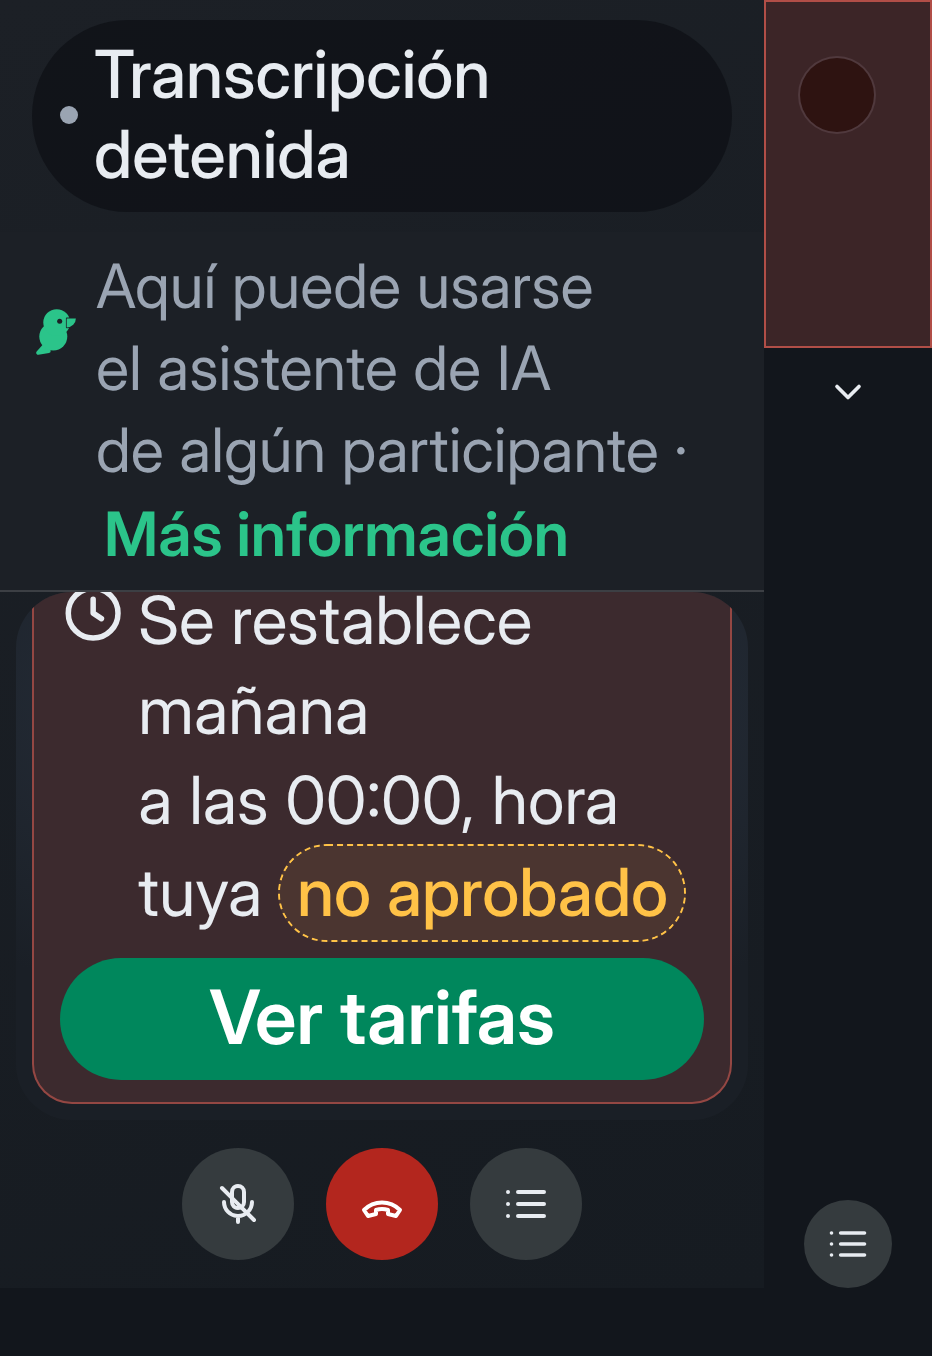 Transcripción
detenida
Aquí puede usarse
el asistente de IA
de algún participante ·
Más información
Se restablece
mañana
a las 00:00, hora
tuya no aprobado
Ver tarifas